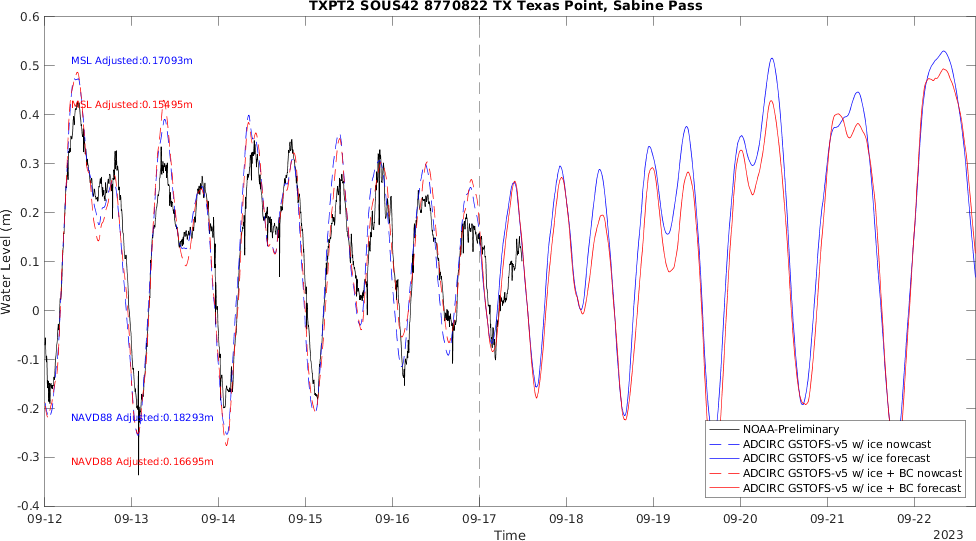 TXPT2 SOUS42 8770822 TX Texas Point, Sabine Pass
0.6
0.5
0.4
0.3
0.2
0.1
0
-0.1
-0.2
-0.3
-0.4
Water Level (m)
MSL Adjusted:0.17093m
MSL Adjusted:0.15495m
NAVD88 Adjusted:0.18293m
NAVD88 Adjusted:0.16695m
NOAA-Preliminary
ADCIRC GSTOFS-v5 w/ ice nowcast
ADCIRC GSTOFS-v5 w/ ice forecast
ADCIRC GSTOFS-v5 w/ ice + BC nowcast
ADCIRC GSTOFS-v5 w/ ice + BC forecast
09-12 09-13 09-14 09-15 09-16 09-17 09-18 09-19 09-20 09-21 09-22
Time
2023